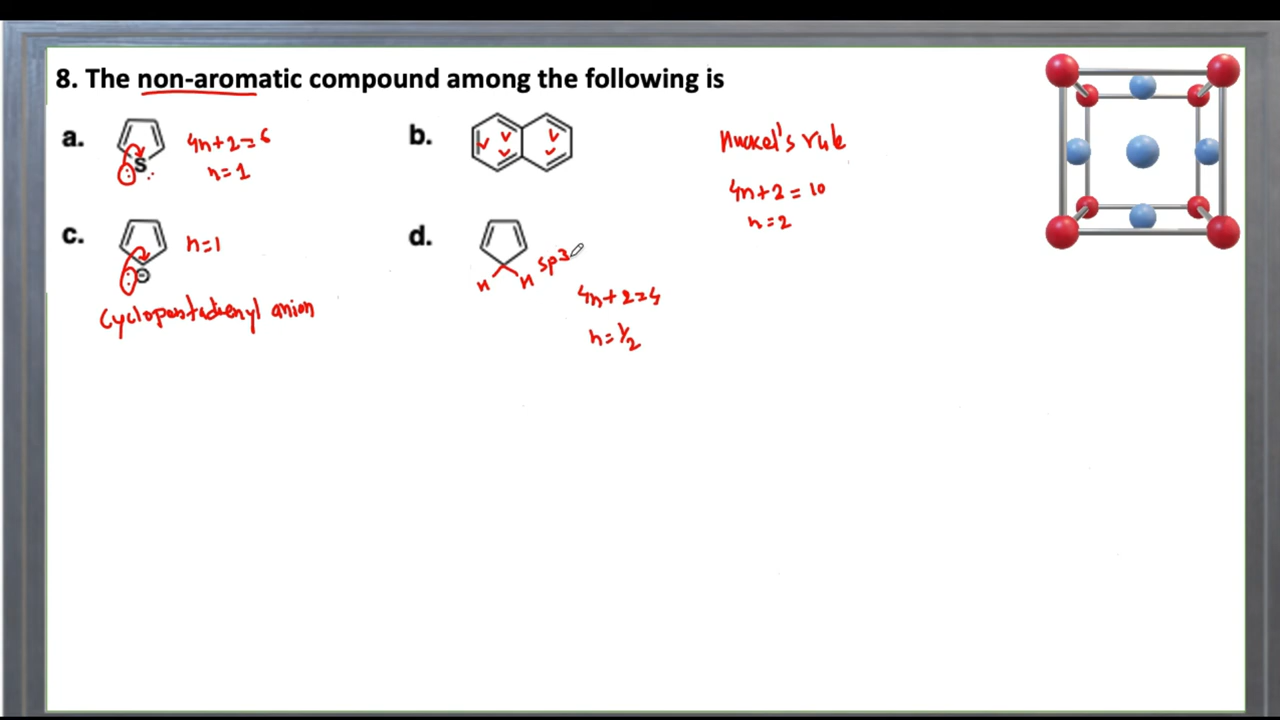 8. The non-aromatic compound among the following is
a.
S
4n+2=6
n=1
b.
Huckel's rule
4n+2=10
n=2
c.
n=1
cyclopentadienyl anion
d.
H
H
sp3
4n+2=4
n=1/2